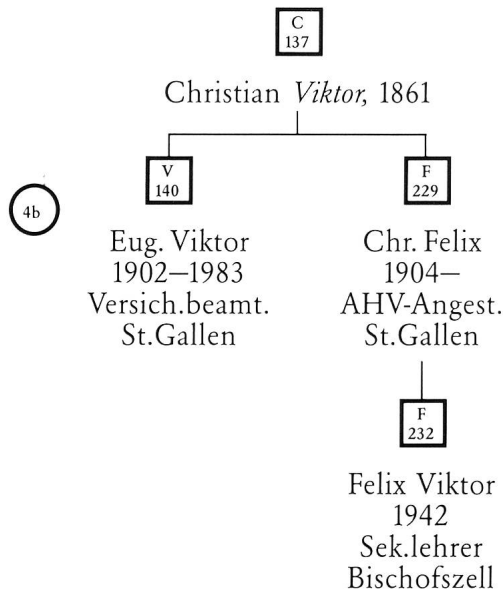 C
137
Christian Viktor, 1861
V
140
F
229
4b
Eug. Viktor
1902–1983
Versich.beamt.
St.Gallen
Chr. Felix
1904–
AHV-Angest.
St.Gallen
F
232
Felix Viktor
1942
Sek.lehrer
Bischofszell